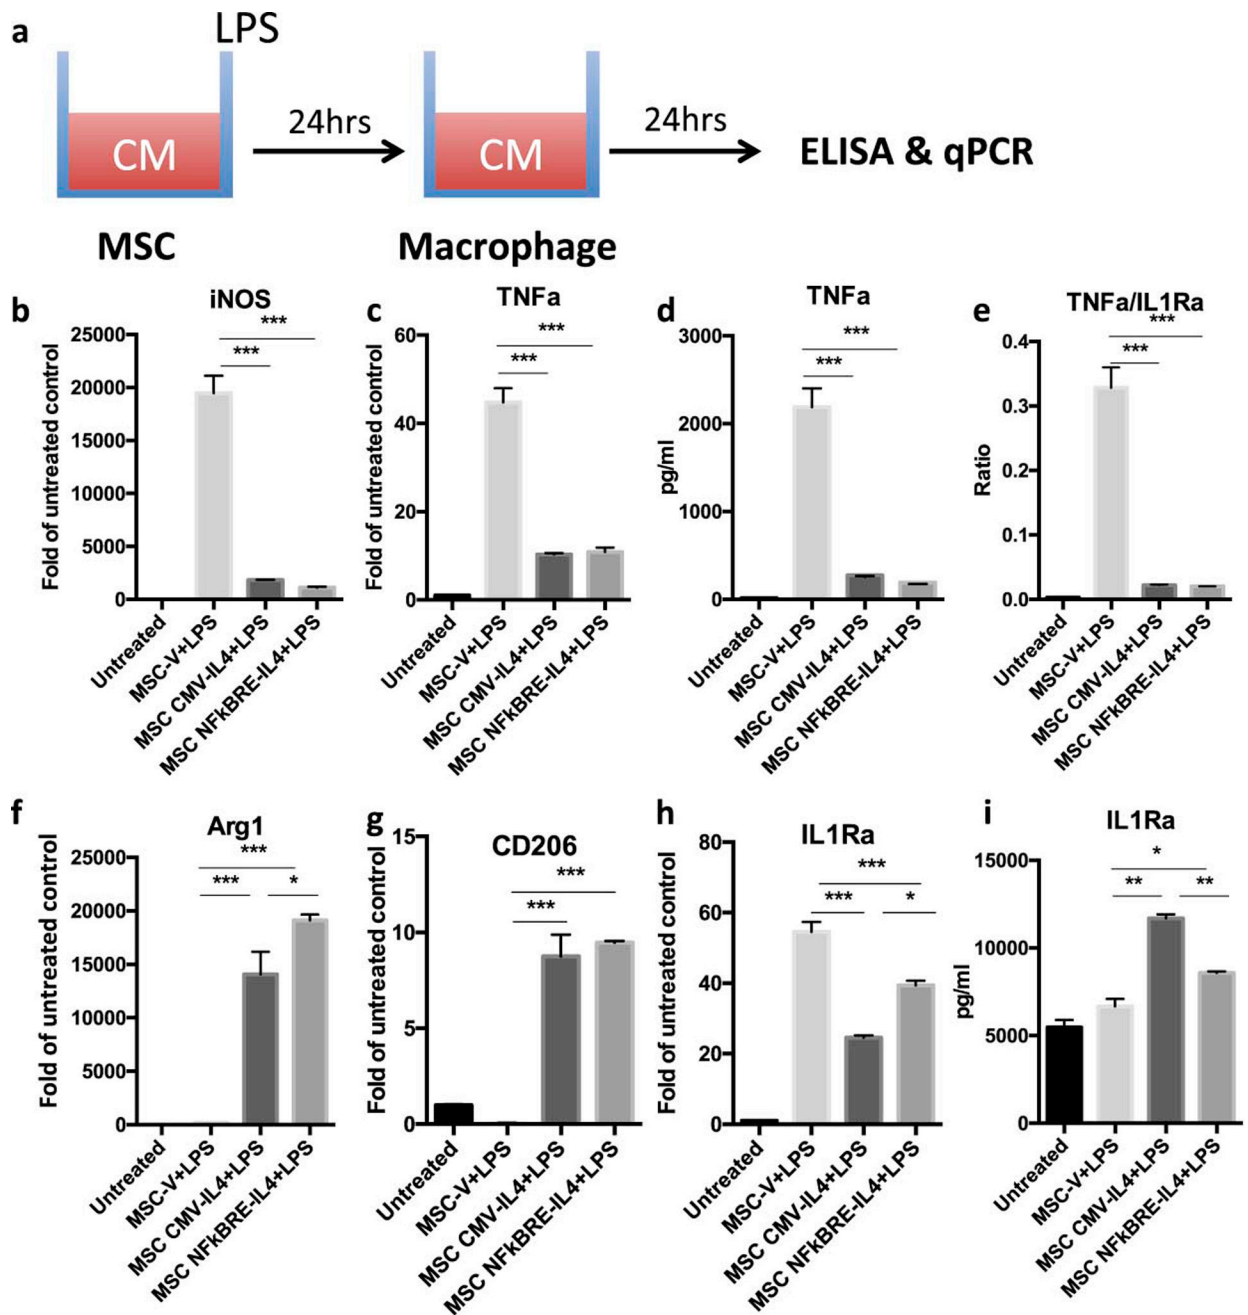 a
LPS
CM
24hrs
CM
24hrs
ELISA & qPCR
MSC
Macrophage
b
iNOS
Fold of untreated control
25000
20000
15000
10000
5000
0
***
***
Untreated
MSC-V+LPS
MSC CMV-IL4+LPS
MSC NFkBRE-IL4+LPS
c
TNFa
Fold of untreated control
60
40
20
0
***
***
Untreated
MSC-V+LPS
MSC CMV-IL4+LPS
MSC NFkBRE-IL4+LPS
d
TNFa
pg/ml
3000
2000
1000
0
***
***
Untreated
MSC-V+LPS
MSC CMV-IL4+LPS
MSC NFkBRE-IL4+LPS
e
TNFa/IL1Ra
Ratio
0.4
0.3
0.2
0.1
0.0
***
***
Untreated
MSC-V+LPS
MSC CMV-IL4+LPS
MSC NFkBRE-IL4+LPS
f
Arg1
Fold of untreated control
25000
20000
15000
10000
5000
0
***
***
*
Untreated
MSC-V+LPS
MSC CMV-IL4+LPS
MSC NFkBRE-IL4+LPS
g
CD206
Fold of untreated control
15
10
5
0
***
***
Untreated
MSC-V+LPS
MSC CMV-IL4+LPS
MSC NFkBRE-IL4+LPS
h
IL1Ra
Fold of untreated control
80
60
40
20
0
***
***
*
Untreated
MSC-V+LPS
MSC CMV-IL4+LPS
MSC NFkBRE-IL4+LPS
i
IL1Ra
pg/ml
15000
10000
5000
0
*
**
**
Untreated
MSC-V+LPS
MSC CMV-IL4+LPS
MSC NFkBRE-IL4+LPS